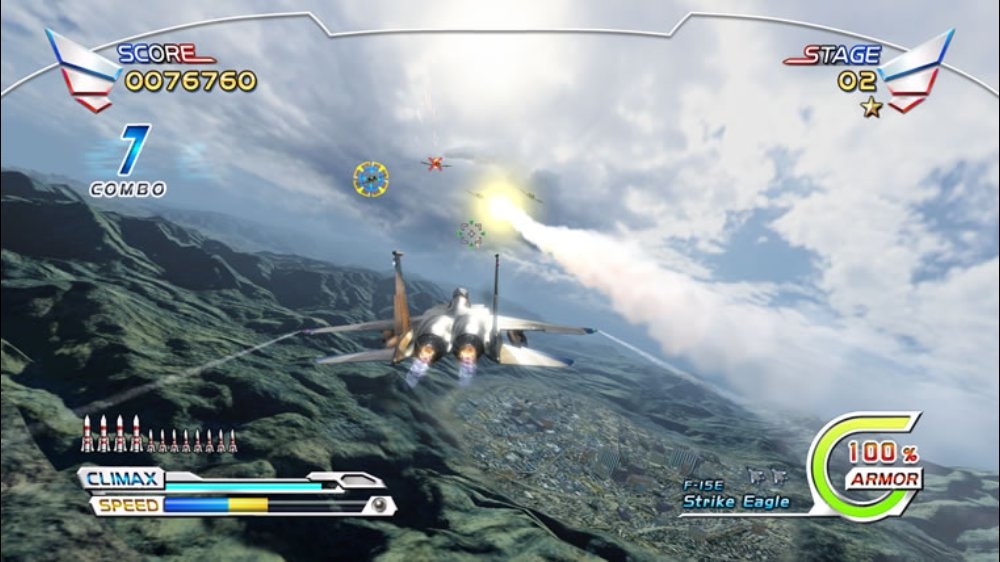 SCORE
0076760
STAGE
02
7
COMBO
CLIMAX
SPEED
F-15E
Strike Eagle
100%
ARMOR